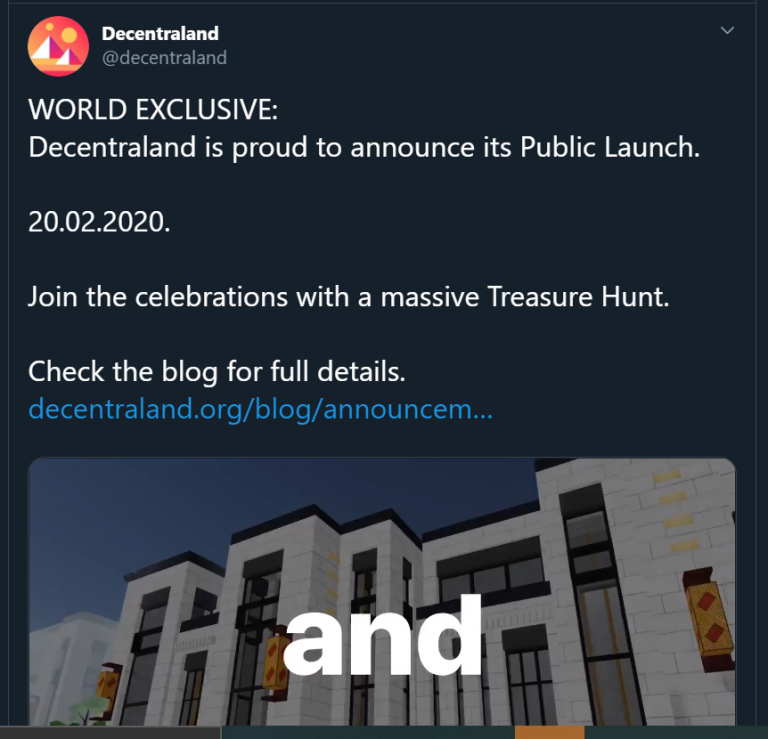 Decentraland
@decentraland
WORLD EXCLUSIVE:
Decentraland is proud to announce its Public Launch.
20.02.2020.
Join the celebrations with a massive Treasure Hunt.
Check the blog for full details.
decentraland.org/blog/announcem...
and